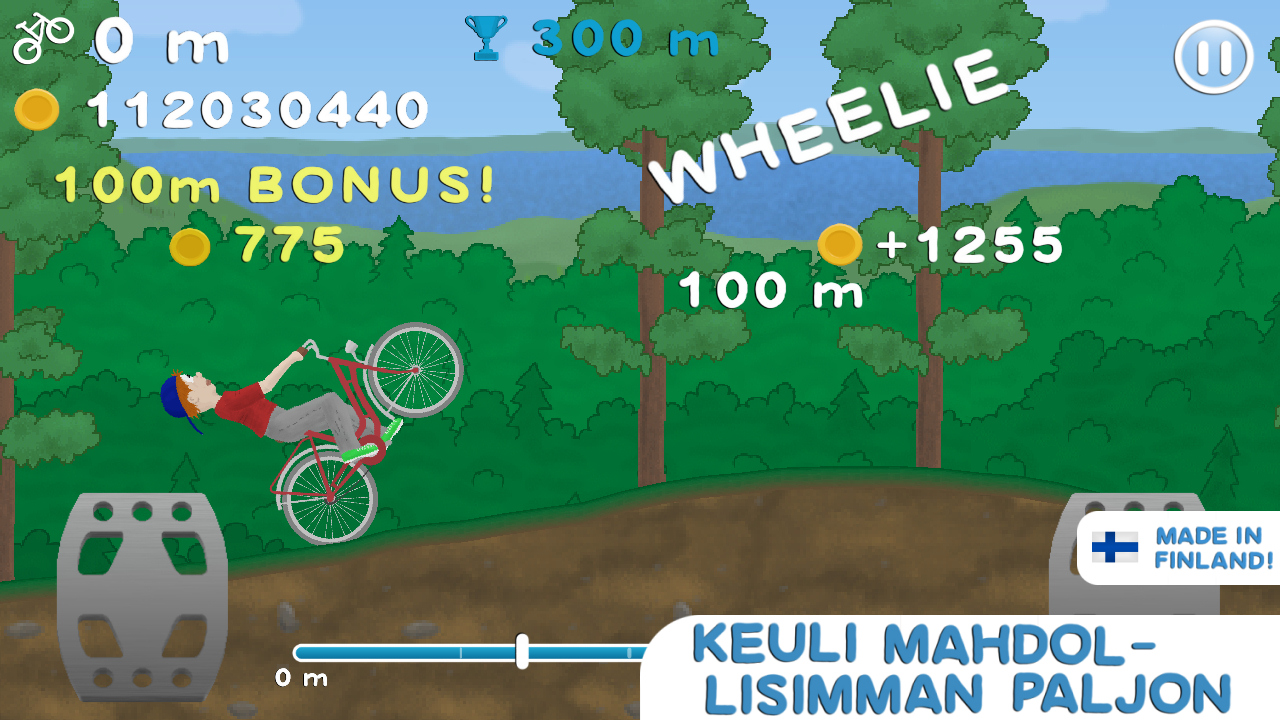 0 m
300 m
112030440
WHEELIE
100m BONUS!
775
+1255
100 m
MADE IN
FINLAND!
0 m
KEULI MAHDOL-
LISIMMAN PALJON